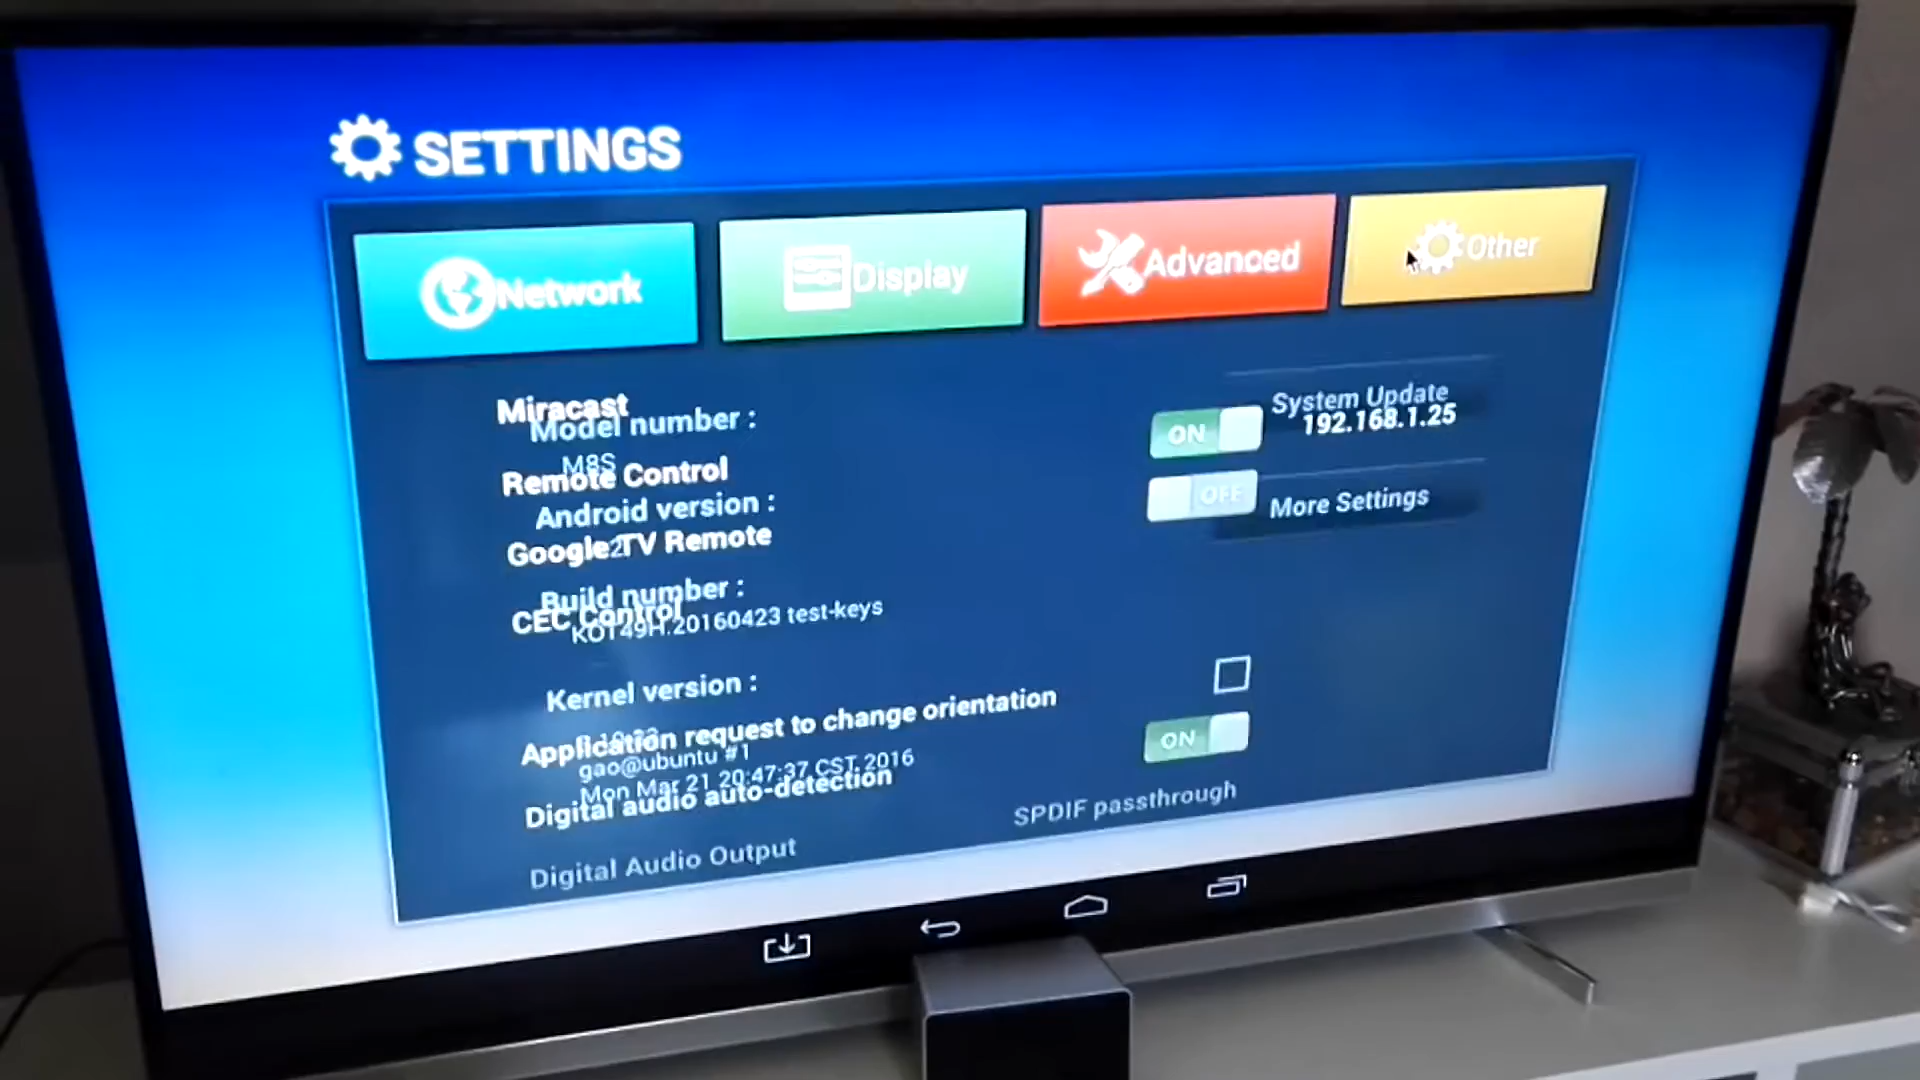 SETTINGS
Network
Display
Advanced
Other
Miracast
Model number :
M8S
ON
System Update
192.168.1.25
Remote Control
OFF
More Settings
Android version :
Google TV Remote
Build number :
CEC Control
KOT49H.20160423 test-keys
Kernel version :
Application request to change orientation
gao@ubuntu #1
ON
Mon Mar 21 20:47:37 CST 2016
Digital audio auto-detection
SPDIF passthrough
Digital Audio Output